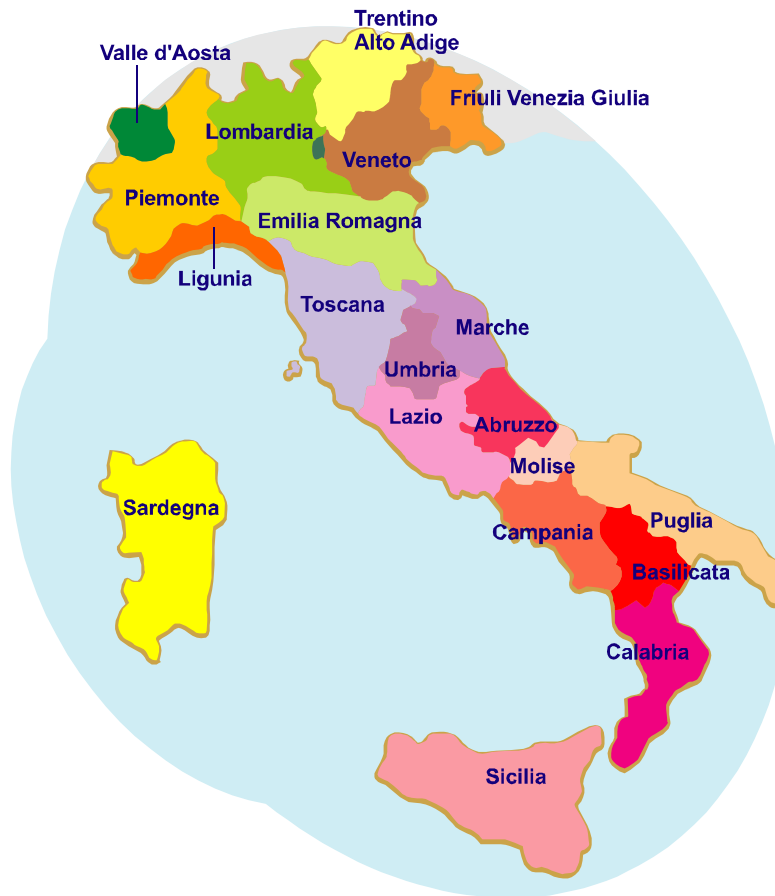 Trentino
Alto Adige
Valle d'Aosta
Friuli Venezia Giulia
Lombardia
Veneto
Piemonte
Emilia Romagna
Ligunia
Toscana
Marche
Umbria
Lazio
Abruzzo
Molise
Sardegna
Puglia
Campania
Basilicata
Calabria
Sicilia